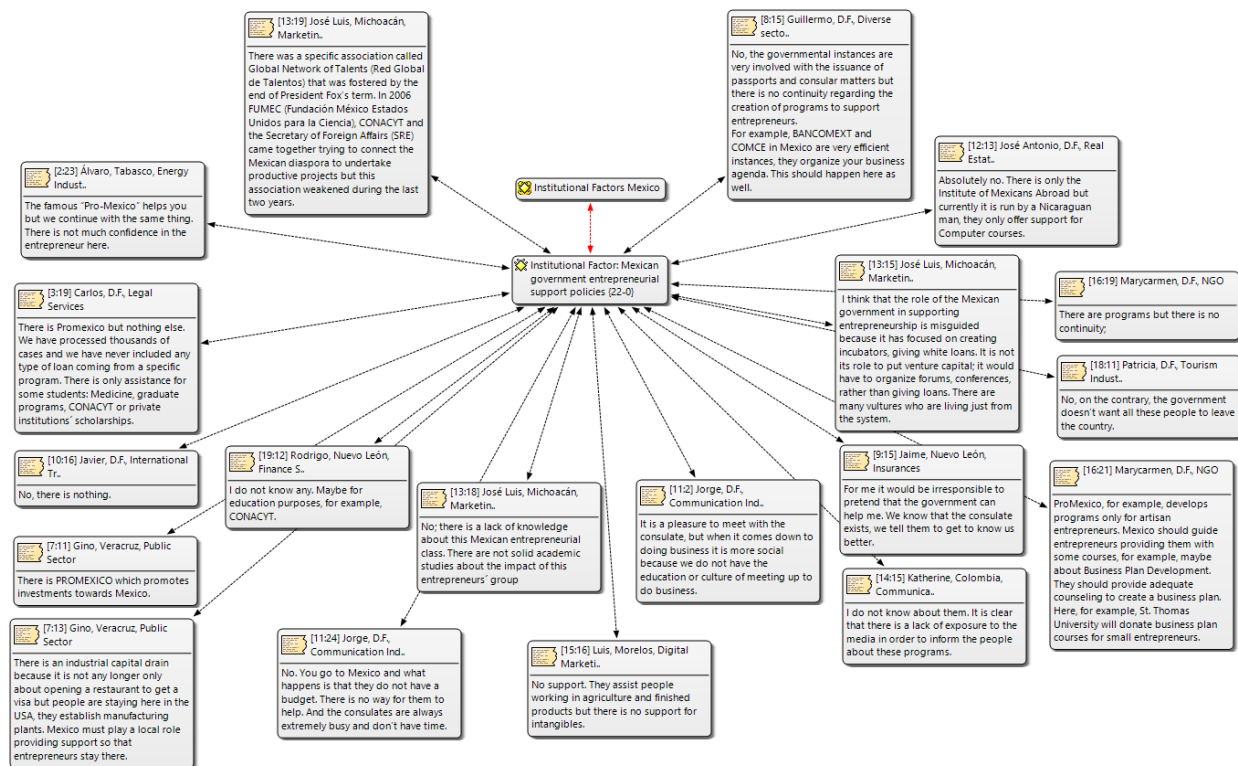 [13:19] José Luis, Michoacán,
Marketin..
There was a specific association called
Global Network of Talents (Red Global
de Talentos) that was fostered by the
end of President Fox´s term. In 2006
FUMEC (Fundación México Estados
Unidos para la Ciencia), CONACYT and
the Secretary of Foreign Affairs (SRE)
came together trying to connect the
Mexican diaspora to undertake
productive projects but this
association weakened during the last
two years.
[8:15] Guillermo, D.F., Diverse
secto..
No, the governmental instances are
very involved with the issuance of
passports and consular matters but
there is no continuity regarding the
creation of programs to support
entrepreneurs.
For example, BANCOMEXT and
COMCE in Mexico are very efficient
instances, they organize your business
agenda. This should happen here as
well.
[12:13] José Antonio, D.F., Real
Estat..
Absolutely no. There is only the
Institute of Mexicans Abroad but
currently it is run by a Nicaraguan
man, they only offer support for
Computer courses.
[2:23] Álvaro, Tabasco, Energy
Indust..
The famous "Pro-Mexico" helps you
but we continue with the same thing.
There is not much confidence in the
entrepreneur here.
Institutional Factors Mexico
Institutional Factor: Mexican
government entrepreneurial
support policies (22-0)
[13:15] José Luis, Michoacán,
Marketin..
I think that the role of the Mexican
government in supporting
entrepreneurship is misguided
because it has focused on creating
incubators, giving white loans. It is not
its role to put venture capital; it would
have to organize forums, conferences,
rather than giving loans. There are
many vultures who are living just from
the system.
[16:19] Marycarmen, D.F., NGO
There are programs but there is no
continuity;
[3:19] Carlos, D.F., Legal
Services
There is Promexico but nothing else.
We have processed thousands of
cases and we have never included any
type of loan coming from a specific
program. There is only assistance for
some students: Medicine, graduate
programs, CONACYT or private
institutions´ scholarships.
[18:11] Patricia, D.F., Tourism
Indust..
No, on the contrary, the government
doesn´t want all these people to leave
the country.
[10:16] Javier, D.F., International
Tr..
No, there is nothing.
[19:12] Rodrigo, Nuevo León,
Finance S..
I do not know any. Maybe for
education purposes, for example,
CONACYT.
[13:18] José Luis, Michoacán,
Marketin..
No; there is a lack of knowledge
about this Mexican entrepreneurial
class. There are not solid academic
studies about the impact of this
entrepreneurs´ group
[11:2] Jorge, D.F.,
Communication Ind..
It is a pleasure to meet with the
consulate, but when it comes down to
doing business it is more social
because we do not have the
education or culture of meeting up to
do business.
[9:15] Jaime, Nuevo León,
Insurances
For me it would be irresponsible to
pretend that the government can
help me. We know that the consulate
exists, we tell them to get to know us
better.
[16:21] Marycarmen, D.F., NGO
ProMexico, for example, develops
programs only for artisan
entrepreneurs. Mexico should guide
entrepreneurs providing them with
some courses, for example, maybe
about Business Plan Development.
They should provide adequate
counseling to create a business plan.
Here, for example, St. Thomas
University will donate business plan
courses for small entrepreneurs.
[7:11] Gino, Veracruz, Public
Sector
There is PROMEXICO which promotes
investments towards Mexico.
[14:15] Katherine, Colombia,
Communica..
I do not know about them. It is clear
that there is a lack of exposure to the
media in order to inform the people
about these programs.
[7:13] Gino, Veracruz, Public
Sector
There is an industrial capital drain
because it is not any longer only
about opening a restaurant to get a
visa but people are staying here in the
USA, they establish manufacturing
plants. Mexico must play a local role
providing support so that
entrepreneurs stay there.
[11:24] Jorge, D.F.,
Communication Ind..
No. You go to Mexico and what
happens is that they do not have a
budget. There is no way for them to
help. And the consulates are always
extremely busy and don´t have time.
[15:16] Luis, Morelos, Digital
Marketi..
No support. They assist people
working in agriculture and finished
products but there is no support for
intangibles.